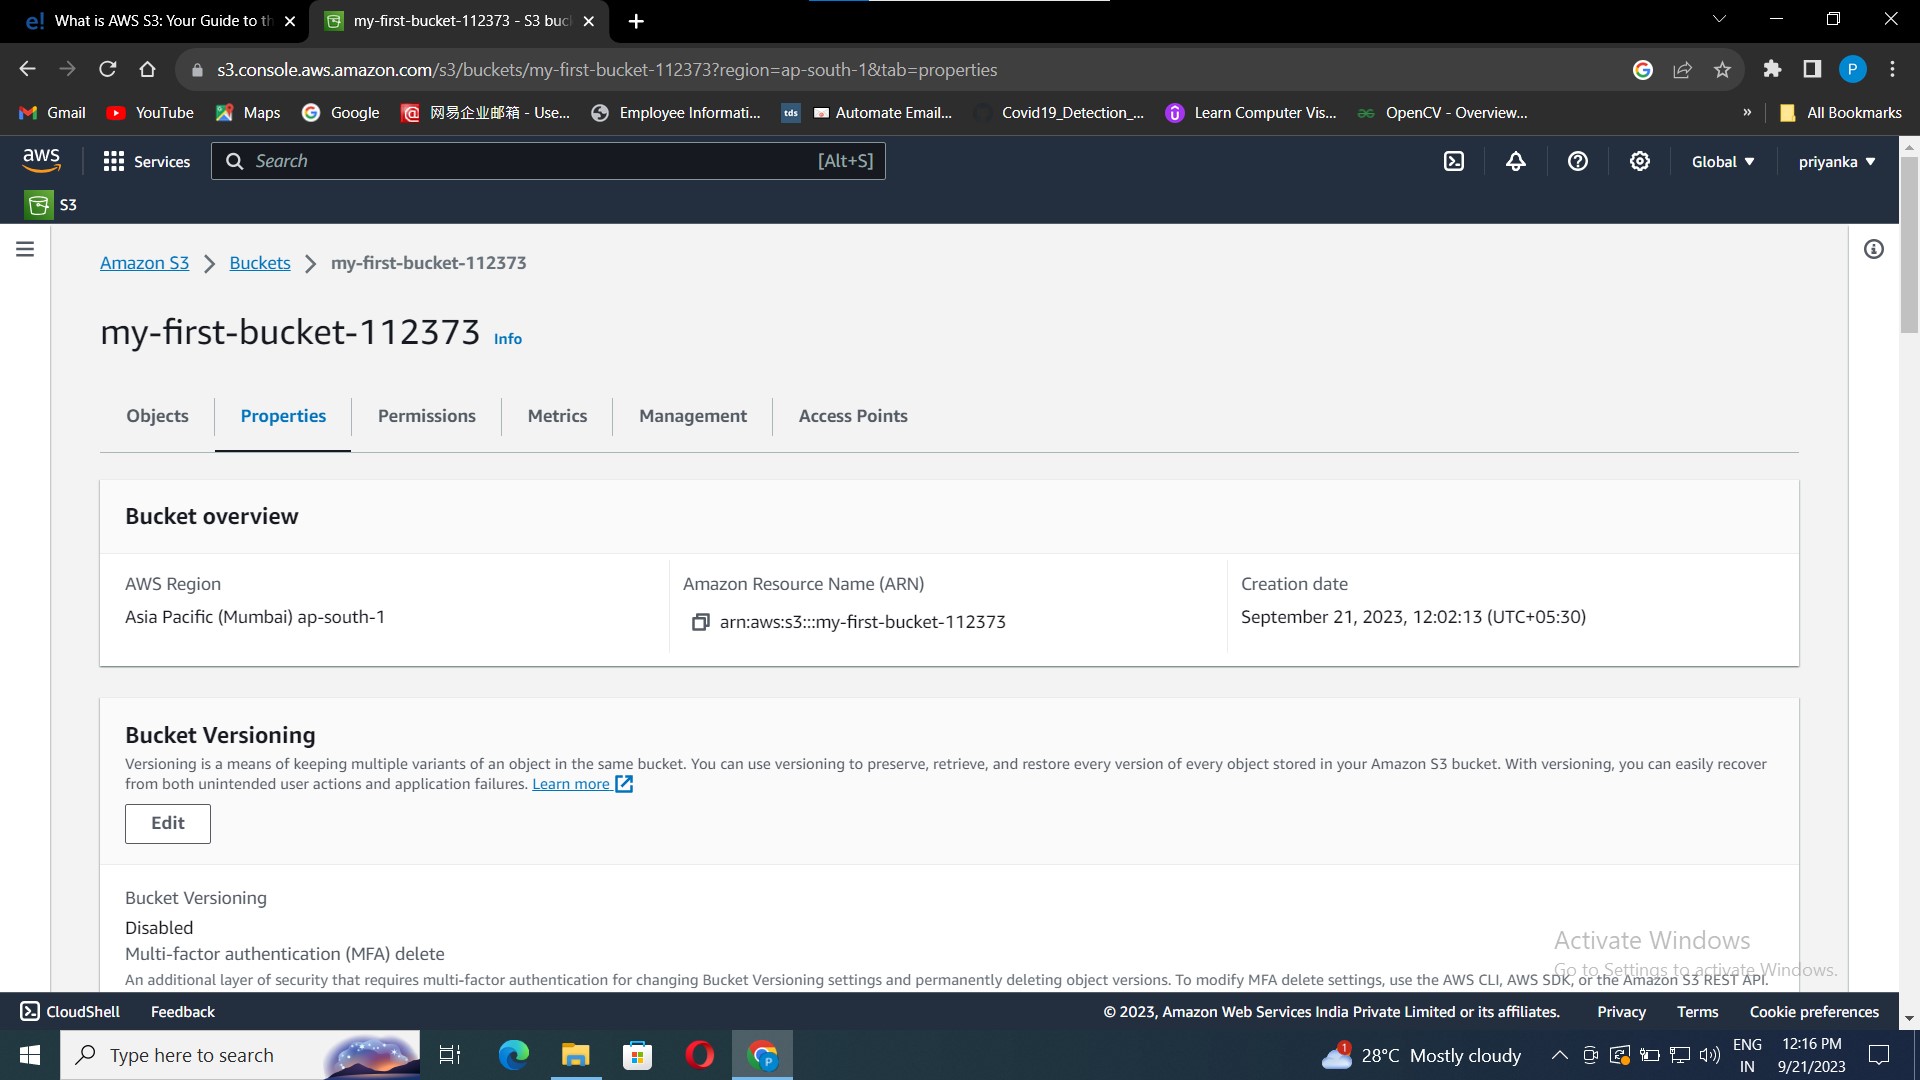 What is AWS S3: Your Guide to th
my-first-bucket-112373 - S3 buc
s3.console.aws.amazon.com/s3/buckets/my-first-bucket-112373?region=ap-south-1&tab=properties
P
Gmail YouTube Maps Google 网易企业邮箱 - Use... Employee Informati... tds Automate Email... Covid19_Detection_... Learn Computer Vis... OpenCV - Overview... » All Bookmarks
aws Services Search [Alt+S] Global priyanka
S3
Amazon S3 Buckets my-first-bucket-112373
my-first-bucket-112373 Info
Objects Properties Permissions Metrics Management Access Points
Bucket overview
AWS Region
Asia Pacific (Mumbai) ap-south-1
Amazon Resource Name (ARN)
arn:aws:s3:::my-first-bucket-112373
Creation date
September 21, 2023, 12:02:13 (UTC+05:30)
Bucket Versioning
Versioning is a means of keeping multiple variants of an object in the same bucket. You can use versioning to preserve, retrieve, and restore every version of every object stored in your Amazon S3 bucket. With versioning, you can easily recover
from both unintended user actions and application failures. Learn more
Edit
Bucket Versioning
Disabled
Multi-factor authentication (MFA) delete
An additional layer of security that requires multi-factor authentication for changing Bucket Versioning settings and permanently deleting object versions. To modify MFA delete settings, use the AWS CLI, AWS SDK, or the Amazon S3 REST API.
Activate Windows
Go to Settings to activate Windows.
CloudShell Feedback © 2023, Amazon Web Services India Private Limited or its affiliates. Privacy Terms Cookie preferences
Type here to search
1 28°C Mostly cloudy
ENG
IN
12:16 PM
9/21/2023